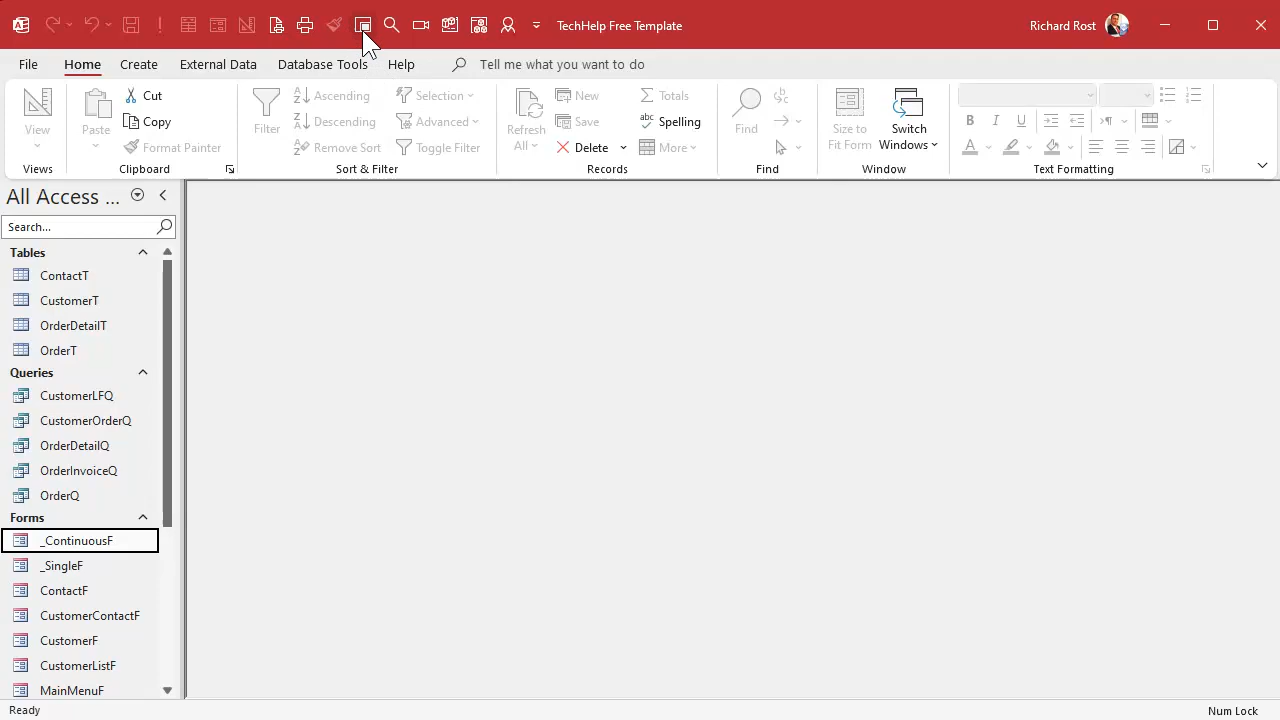 TechHelp Free Template
Richard Rost
File Home Create External Data Database Tools Help Tell me what you want to do
View
Views
Paste
Cut
Copy
Format Painter
Clipboard
Filter
Ascending
Descending
Remove Sort
Selection
Advanced
Toggle Filter
Sort & Filter
Refresh
All
New
Save
Delete
Totals
Spelling
More
Records
Find
Find
Size to
Fit Form
Switch
Windows
Window
Text Formatting
All Access ...
Search...
Tables
ContactT
CustomerT
OrderDetailT
OrderT
Queries
CustomerLFQ
CustomerOrderQ
OrderDetailQ
OrderInvoiceQ
OrderQ
Forms
_ContinuousF
_SingleF
ContactF
CustomerContactF
CustomerF
CustomerListF
MainMenuF
Ready
Num Lock